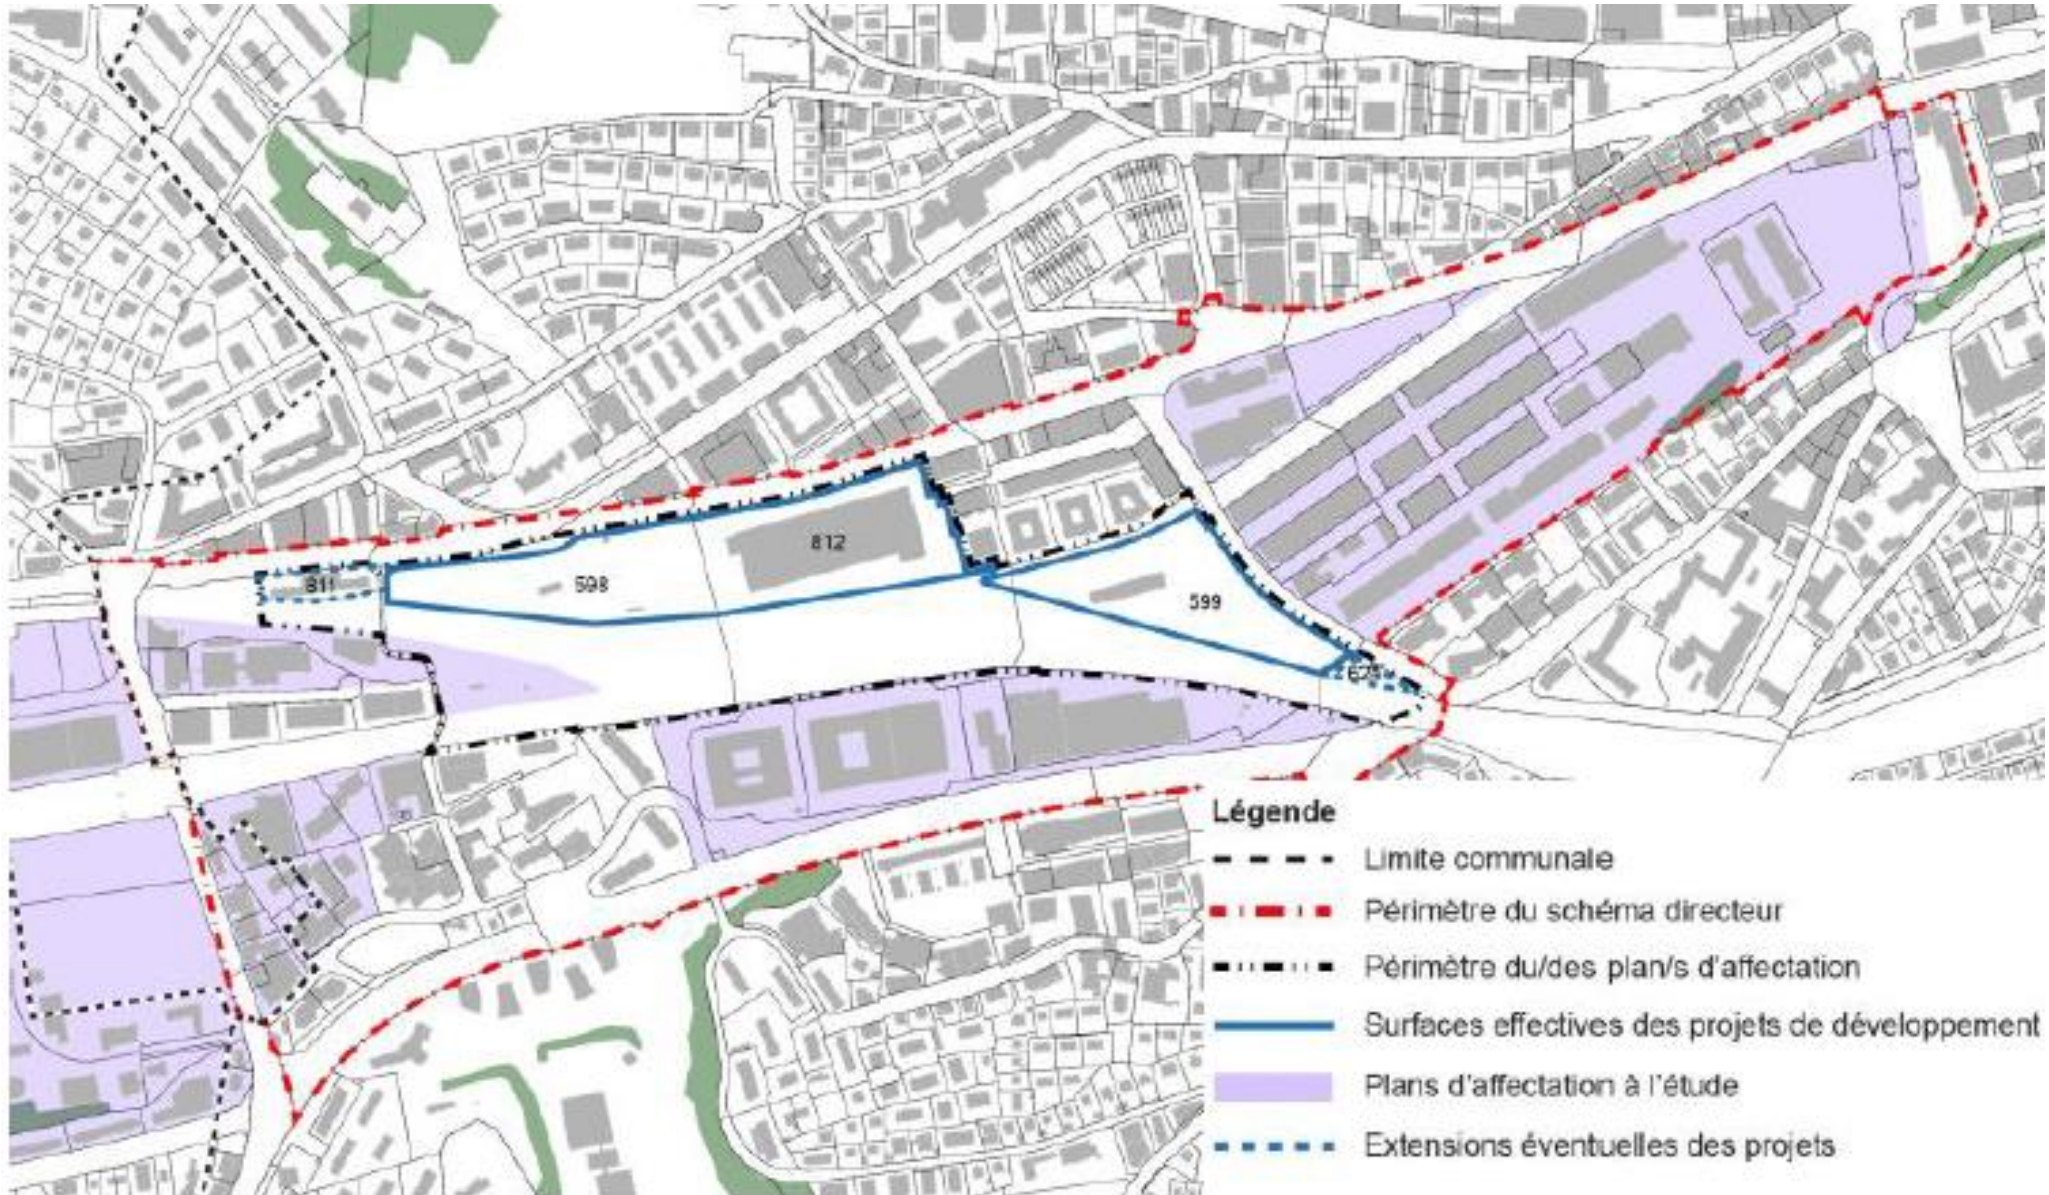 812
811
598
599
Légende
Limite communale
Périmètre du schéma directeur
Périmètre du/des plan/s d'affectation
Surfaces effectives des projets de développement
Plans d'affectation à l'étude
Extensions éventuelles des projets